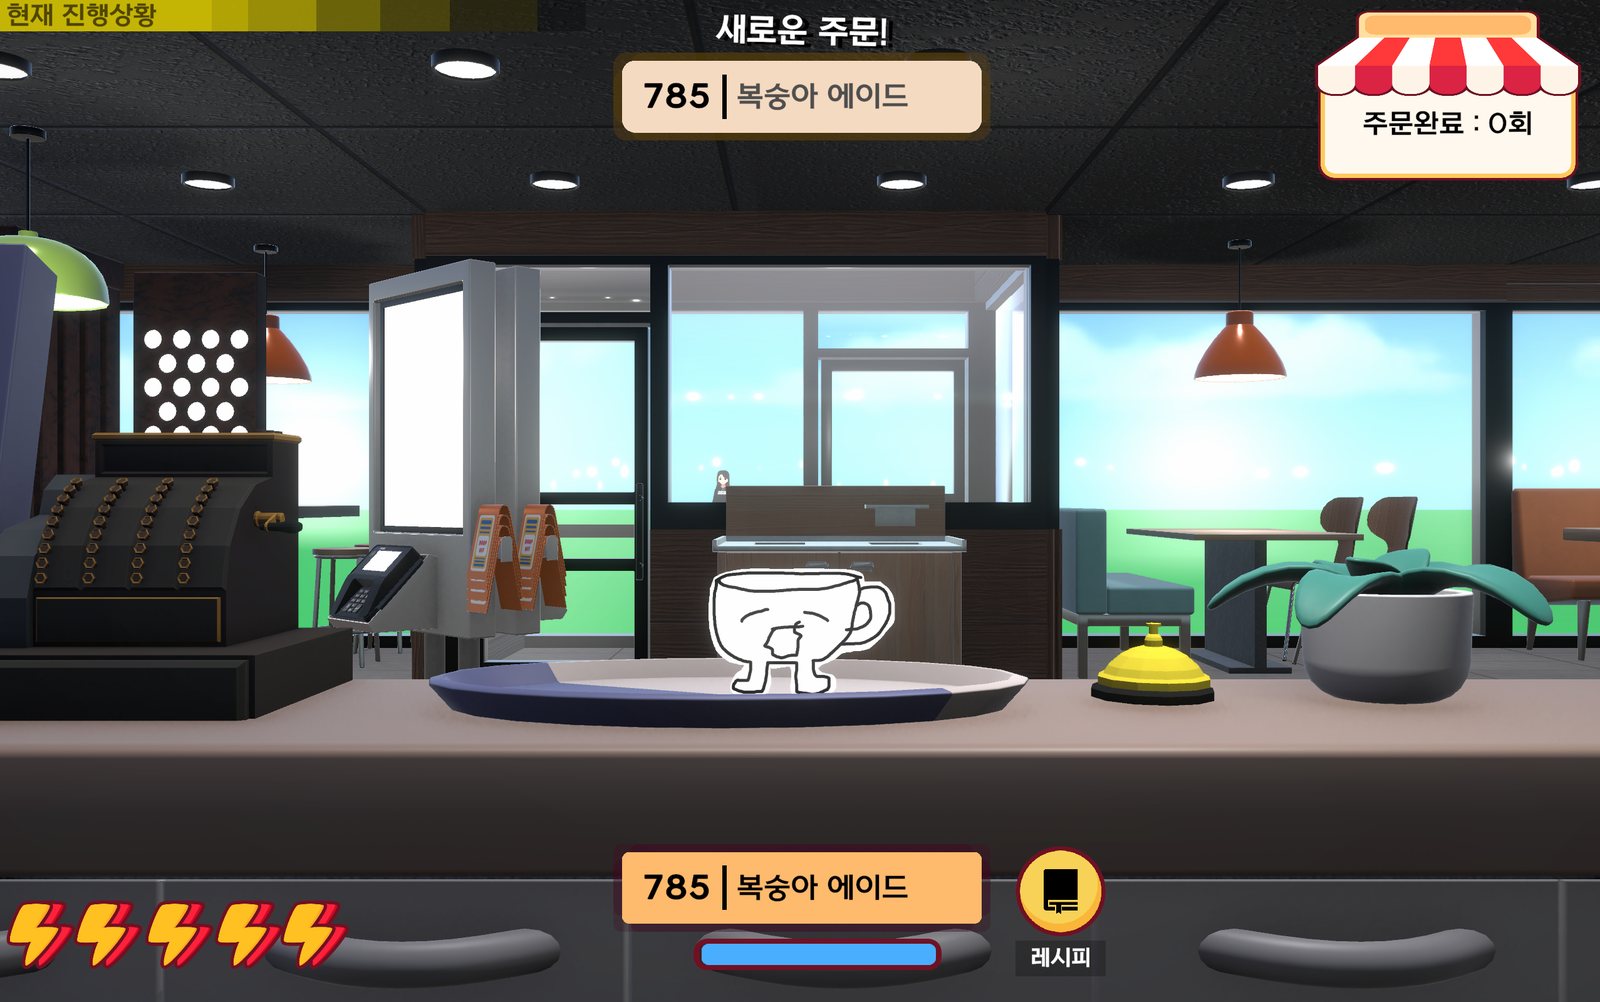 현재 진행상황
새로운 주문!
785 복숭아 에이드
주문완료 : 0회
785 복숭아 에이드
레시피